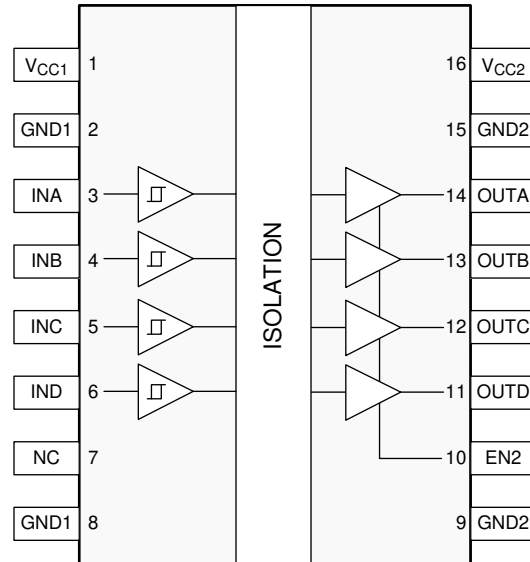 VCC1 1 16 VCC2
GND1 2 15 GND2
INA 3 14 OUTA
INB 4 13 OUTB
INC 5 12 OUTC
IND 6 11 OUTD
NC 7 10 EN2
GND1 8 9 GND2
ISOLATION